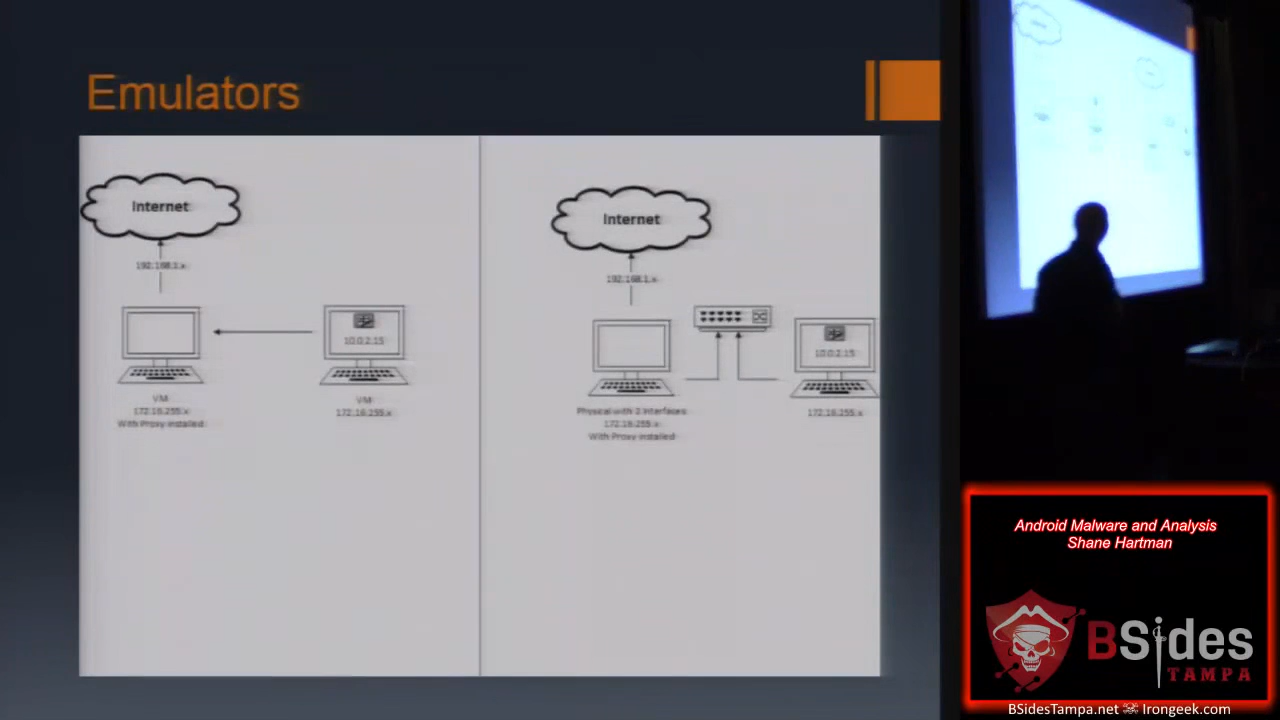 Emulators
Internet
192.168.1.x
10.0.2.15
VM
172.16.255.x
With Proxy installed
VM
172.16.255.x
Internet
192.168.1.x
10.0.2.15
Physical with 2 Interfaces
172.16.255.x
With Proxy installed
172.16.255.x
Android Malware and Analysis
Shane Hartman
BSides
TAMPA
BSidesTampa.net Irongeek.com